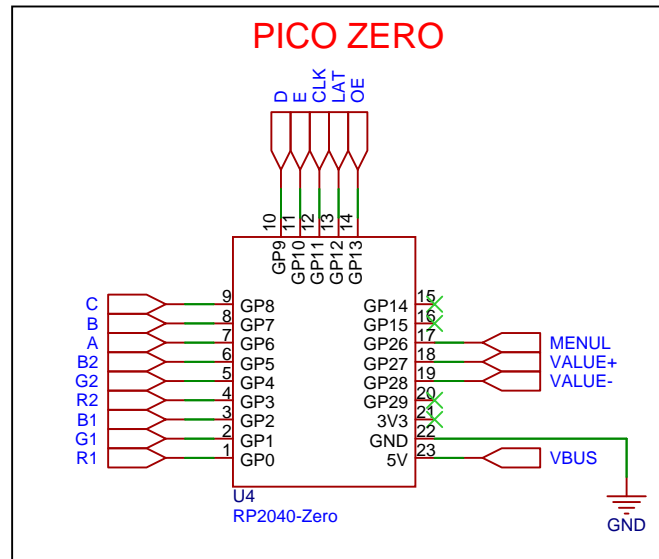 PICO ZERO
D
E
CLK
LAT
OE
10
11
12
13
14
GP9
GP10
GP11
GP12
GP13
C 9 GP8
B 8 GP7
A 7 GP6
B2 6 GP5
G2 5 GP4
R2 4 GP3
B1 3 GP2
G1 2 GP1
R1 1 GP0
GP14 15
GP15 16
GP26 17 MENUL
GP27 18 VALUE+
GP28 19 VALUE-
GP29 20
3V3 21
GND 22
5V 23 VBUS
U4
RP2040-Zero
GND